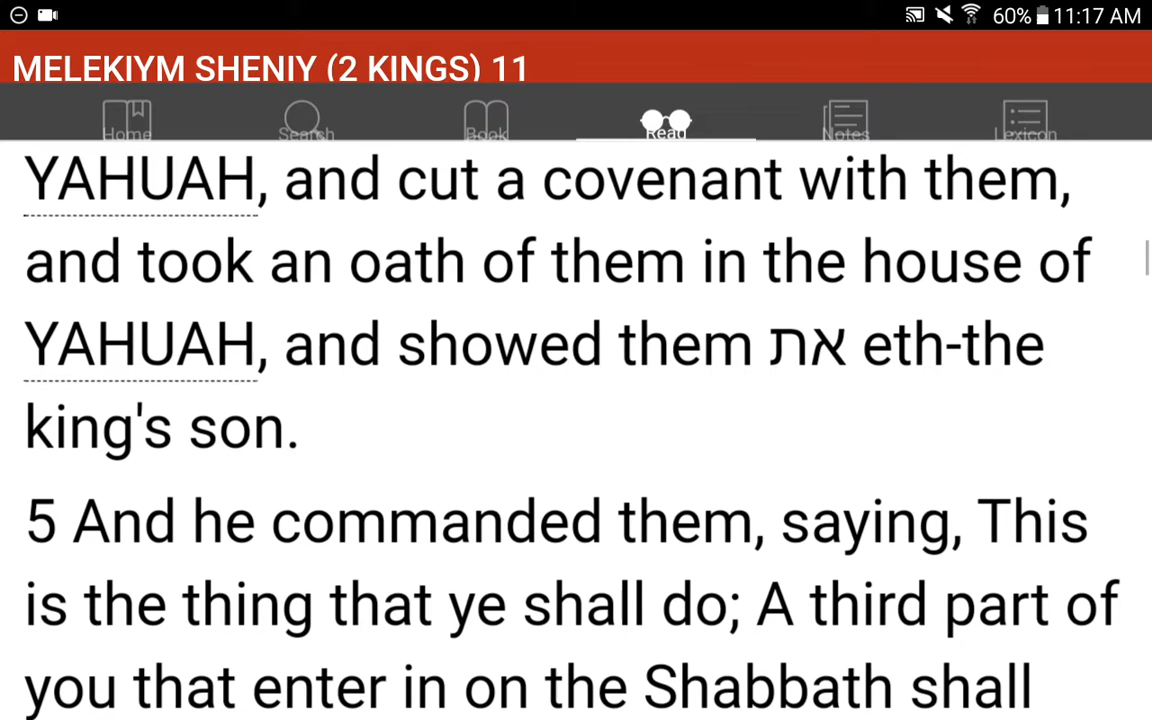 60% 11:17 AM
MELEKIYM SHENIY (2 KINGS) 11
Home Search Book Read Notes Lexicon
YAHUAH, and cut a covenant with them,
and took an oath of them in the house of
YAHUAH, and showed them את eth-the
king's son.
5 And he commanded them, saying, This
is the thing that ye shall do; A third part of
you that enter in on the Shabbath shall